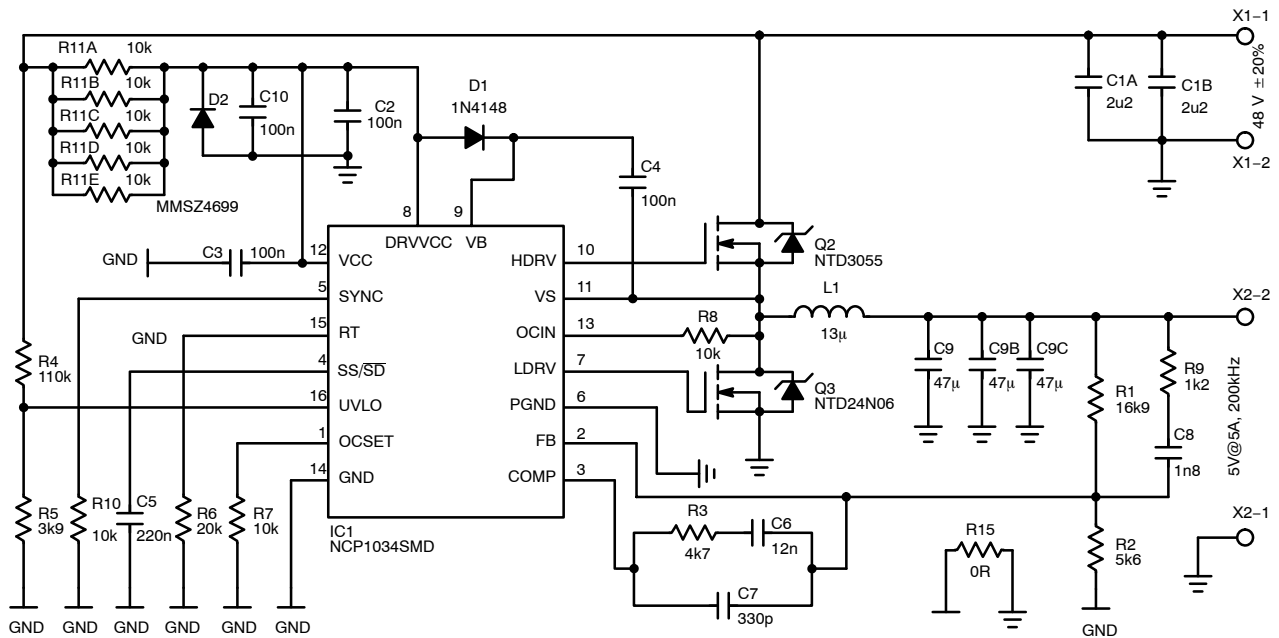 X1-1
R11A 10k
R11B 10k
R11C 10k
R11D 10k
R11E 10k
MMSZ4699
D2
C10
100n
C2
100n
D1
1N4148
C4
100n
C1A
2u2
C1B
2u2
48 V ±20%
X1-2
8
9
DRVVCC
VB
GND
C3
100n
12
VCC
5
SYNC
GND
15
RT
4
SS/SD
16
UVLO
1
OCSET
14
GND
HDRV
10
VS
11
OCIN
13
LDRV
7
PGND
6
FB
2
COMP
3
IC1
NCP1034SMD
Q2
NTD3055
L1
13µ
X2-2
R8
10k
Q3
NTD24N06
C9
47µ
C9B
47µ
C9C
47µ
R1
16k9
R9
1k2
C8
1n8
5V@5A, 200kHz
R4
110k
R5
3k9
R10
10k
C5
220n
R6
20k
R7
10k
R3
4k7
C6
12n
C7
330p
R15
0R
R2
5k6
X2-1
GND
GND
GND
GND
GND
GND
GND